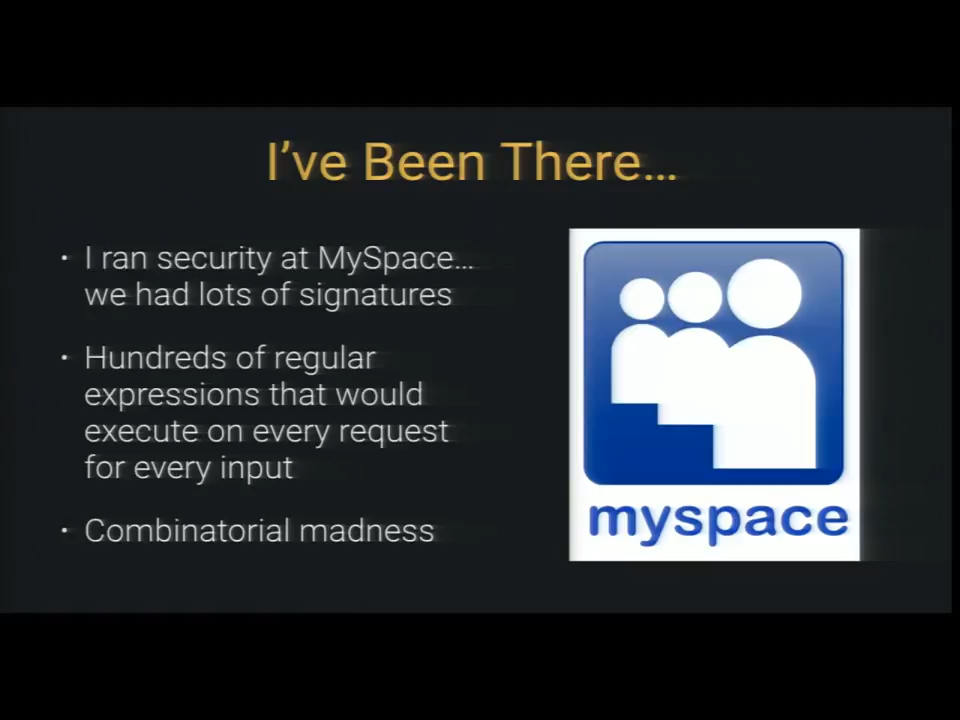 I’ve Been There…
• I ran security at MySpace…
we had lots of signatures
• Hundreds of regular
expressions that would
execute on every request
for every input
• Combinatorial madness
myspace